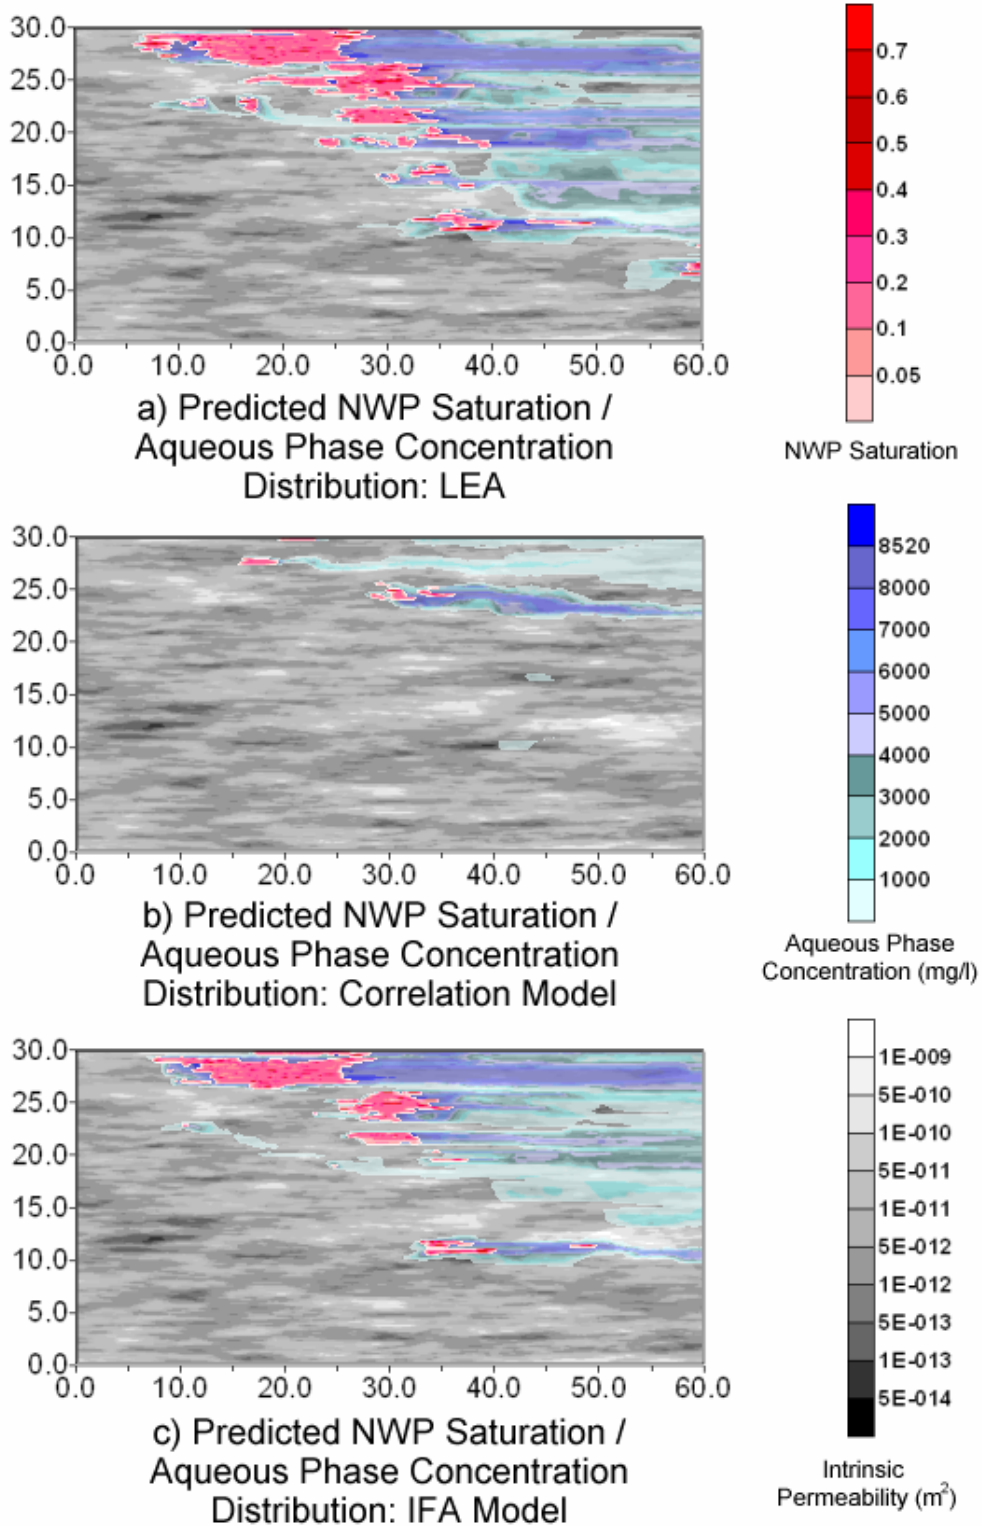 30.0
25.0
20.0
15.0
10.0
5.0
0.0
0.0 10.0 20.0 30.0 40.0 50.0 60.0
a) Predicted NWP Saturation /
Aqueous Phase Concentration
Distribution: LEA
0.7
0.6
0.5
0.4
0.3
0.2
0.1
0.05
NWP Saturation
30.0
25.0
20.0
15.0
10.0
5.0
0.0
0.0 10.0 20.0 30.0 40.0 50.0 60.0
b) Predicted NWP Saturation /
Aqueous Phase Concentration
Distribution: Correlation Model
8520
8000
7000
6000
5000
4000
3000
2000
1000
Aqueous Phase
Concentration (mg/l)
30.0
25.0
20.0
15.0
10.0
5.0
0.0
0.0 10.0 20.0 30.0 40.0 50.0 60.0
c) Predicted NWP Saturation /
Aqueous Phase Concentration
Distribution: IFA Model
1E-009
5E-010
1E-010
5E-011
1E-011
5E-012
1E-012
5E-013
1E-013
5E-014
Intrinsic
Permeability (m²)